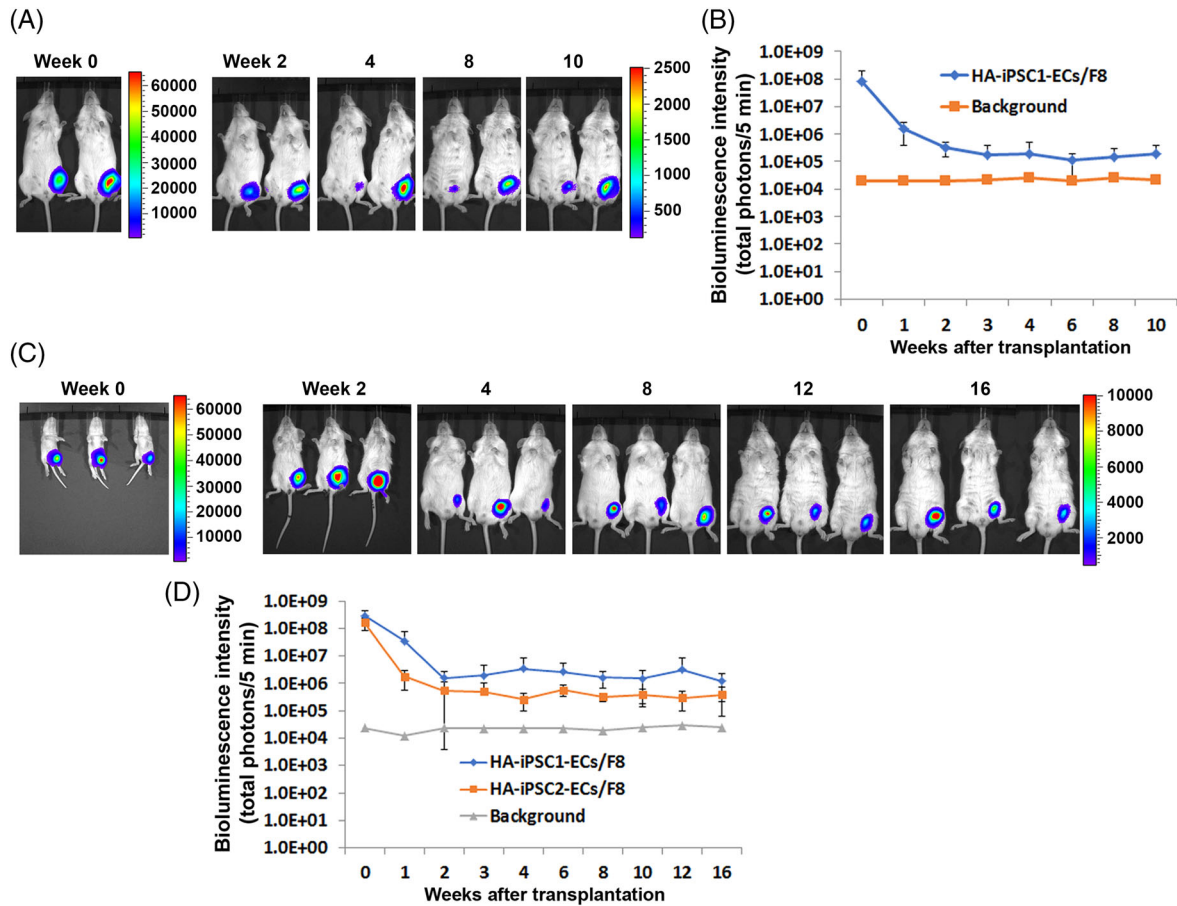 (A)
Week 0
Week 2
4
8
10
60000
50000
40000
30000
20000
10000
2500
2000
1500
1000
500
(B)
Bioluminescence intensity
(total photons/5 min)
1.0E+09
1.0E+08
1.0E+07
1.0E+06
1.0E+05
1.0E+04
1.0E+03
1.0E+02
1.0E+01
1.0E+00
HA-iPSC1-ECs/F8
Background
0 1 2 3 4 6 8 10
Weeks after transplantation
(C)
Week 0
Week 2
4
8
12
16
60000
50000
40000
30000
20000
10000
10000
8000
6000
4000
2000
(D)
Bioluminescence intensity
(total photons/5 min)
1.0E+09
1.0E+08
1.0E+07
1.0E+06
1.0E+05
1.0E+04
1.0E+03
1.0E+02
1.0E+01
1.0E+00
HA-iPSC1-ECs/F8
HA-iPSC2-ECs/F8
Background
0 1 2 3 4 6 8 10 12 16
Weeks after transplantation